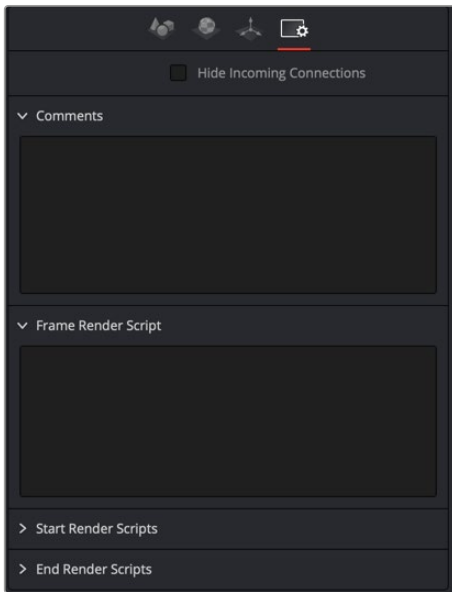 Hide Incoming Connections
Comments
Frame Render Script
Start Render Scripts
End Render Scripts